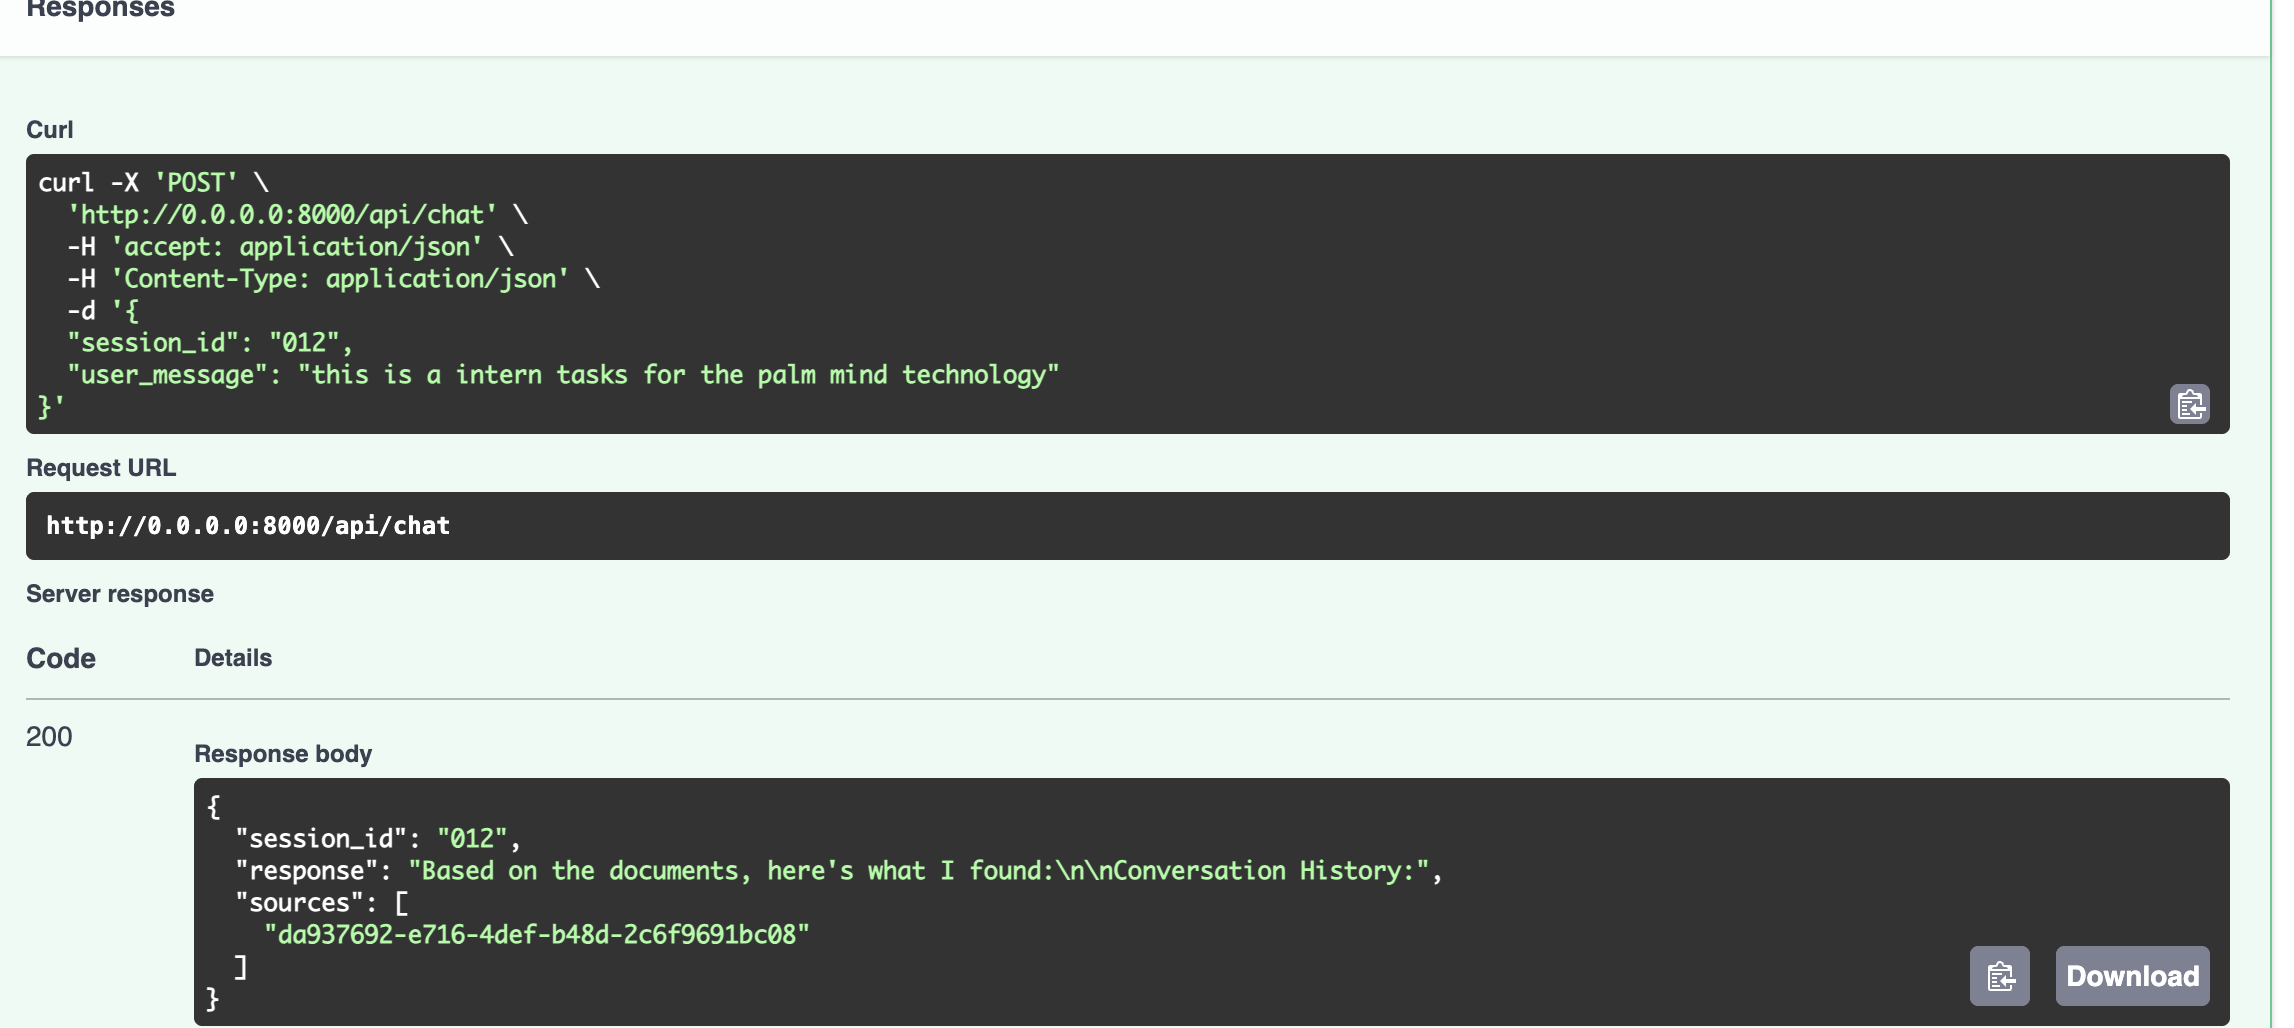 Responses
Curl
curl -X 'POST' \
  'http://0.0.0.0:8000/api/chat' \
  -H 'accept: application/json' \
  -H 'Content-Type: application/json' \
  -d '{
  "session_id": "012",
  "user_message": "this is a intern tasks for the palm mind technology"
}'
Request URL
http://0.0.0.0:8000/api/chat
Server response
Code Details
200
Response body
{
  "session_id": "012",
  "response": "Based on the documents, here's what I found:\n\nConversation History:",
  "sources": [
    "da937692-e716-4def-b48d-2c6f9691bc08"
  ]
}
Download